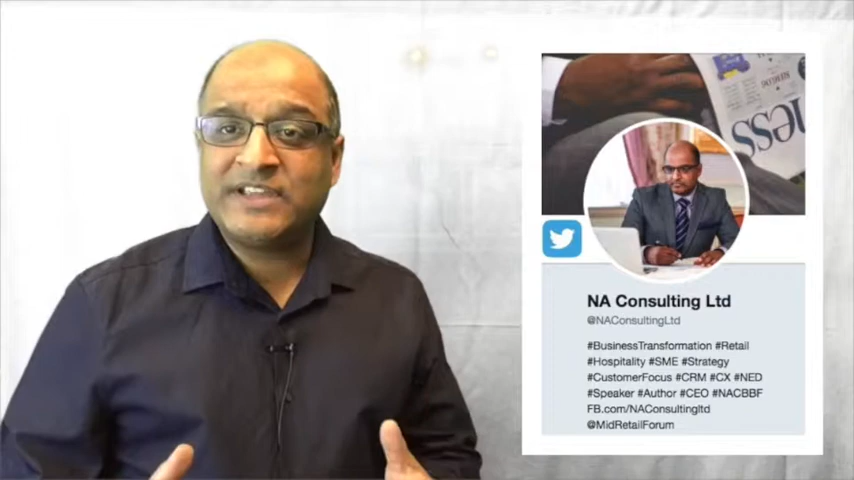 ness
NA Consulting Ltd
@NAConsultingLtd
#BusinessTransformation #Retail
#Hospitality #SME #Strategy
#CustomerFocus #CRM #CX #NED
#Speaker #Author #CEO #NACBBF
FB.com/NAConsultingltd
@MidRetailForum